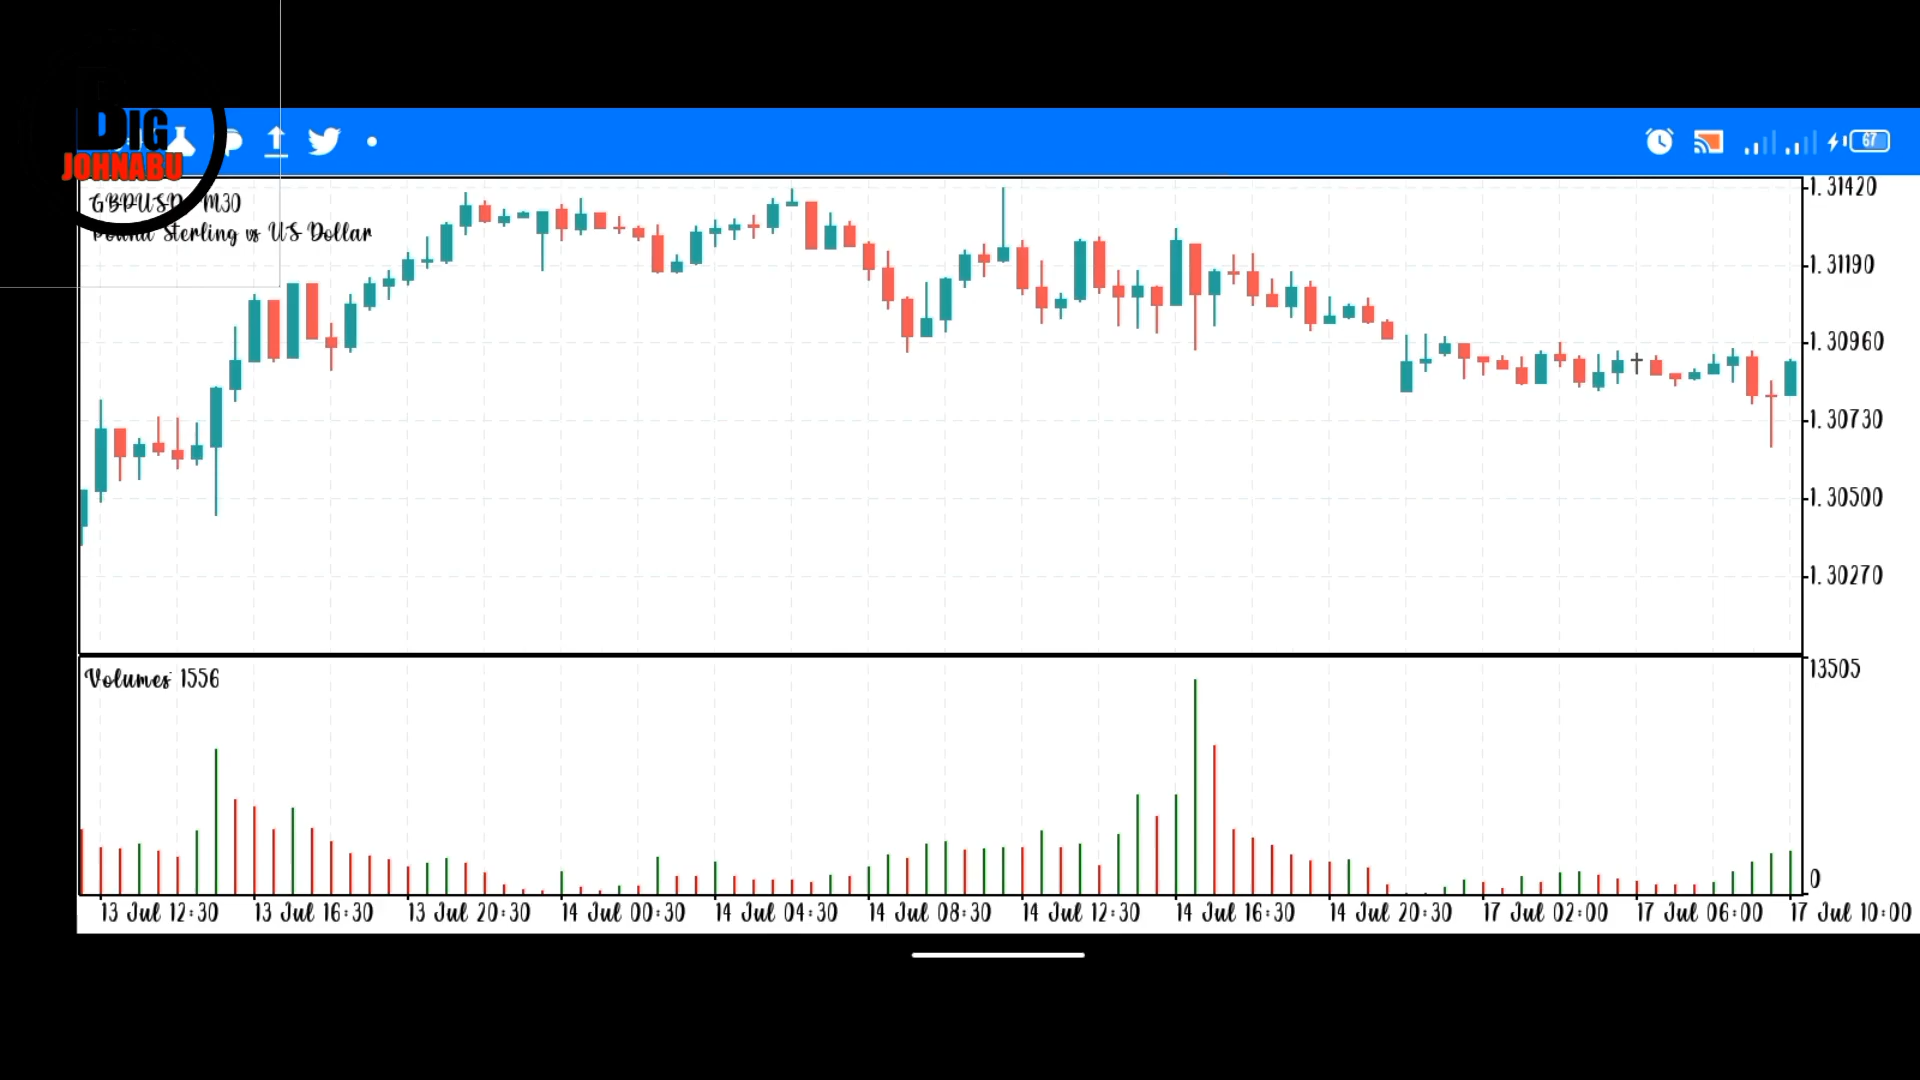 BIG
JOHNABU
67
GBPUSD M30
Pound Sterling vs US Dollar
1.31420
1.31190
1.30960
1.30730
1.30500
1.30270
Volumes 1556
13505
0
13 Jul 12:30 13 Jul 16:30 13 Jul 20:30 14 Jul 00:30 14 Jul 04:30 14 Jul 08:30 14 Jul 12:30 14 Jul 16:30 14 Jul 20:30 17 Jul 02:00 17 Jul 06:00 17 Jul 10:00